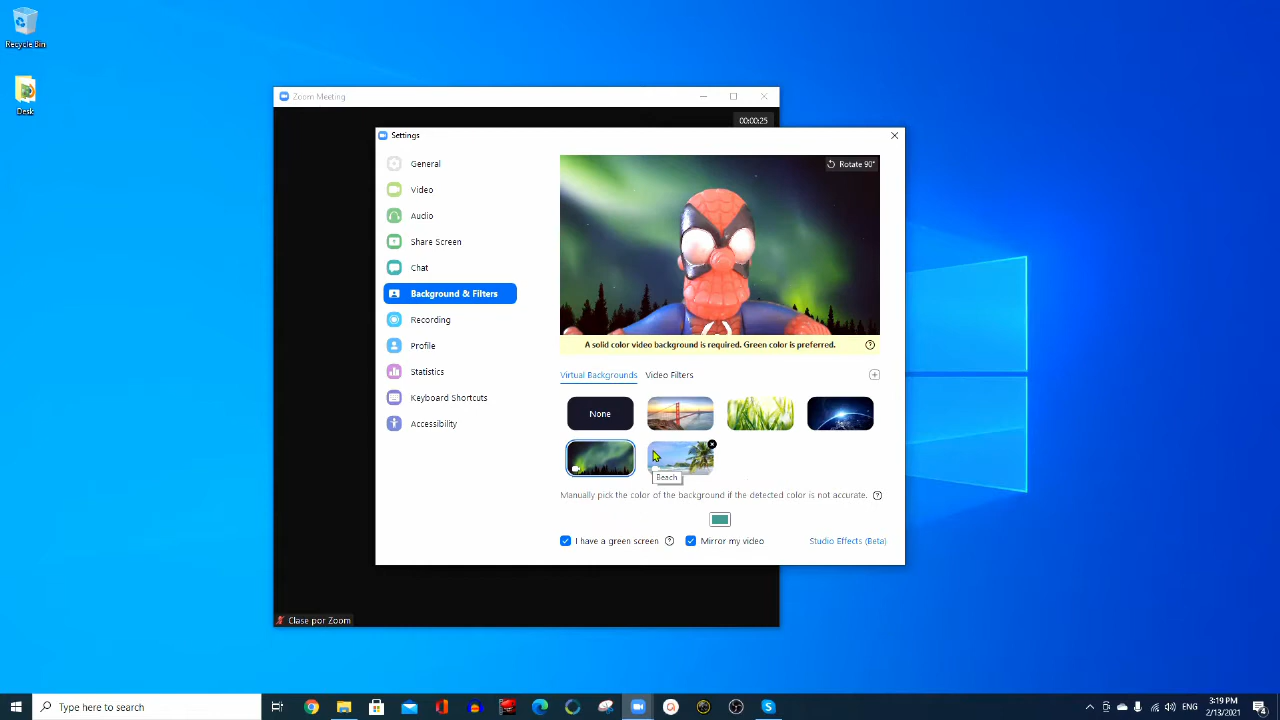 Recycle Bin
Desk
Zoom Meeting
00:00:25
Settings
General
Video
Audio
Share Screen
Chat
Background & Filters
Recording
Profile
Statistics
Keyboard Shortcuts
Accessibility
Rotate 90°
A solid color video background is required. Green color is preferred.
Virtual Backgrounds
Video Filters
None
Beach
Manually pick the color of the background if the detected color is not accurate.
I have a green screen
Mirror my video
Studio Effects (Beta)
Clase por Zoom
Type here to search
3:19 PM
2/13/2021
4